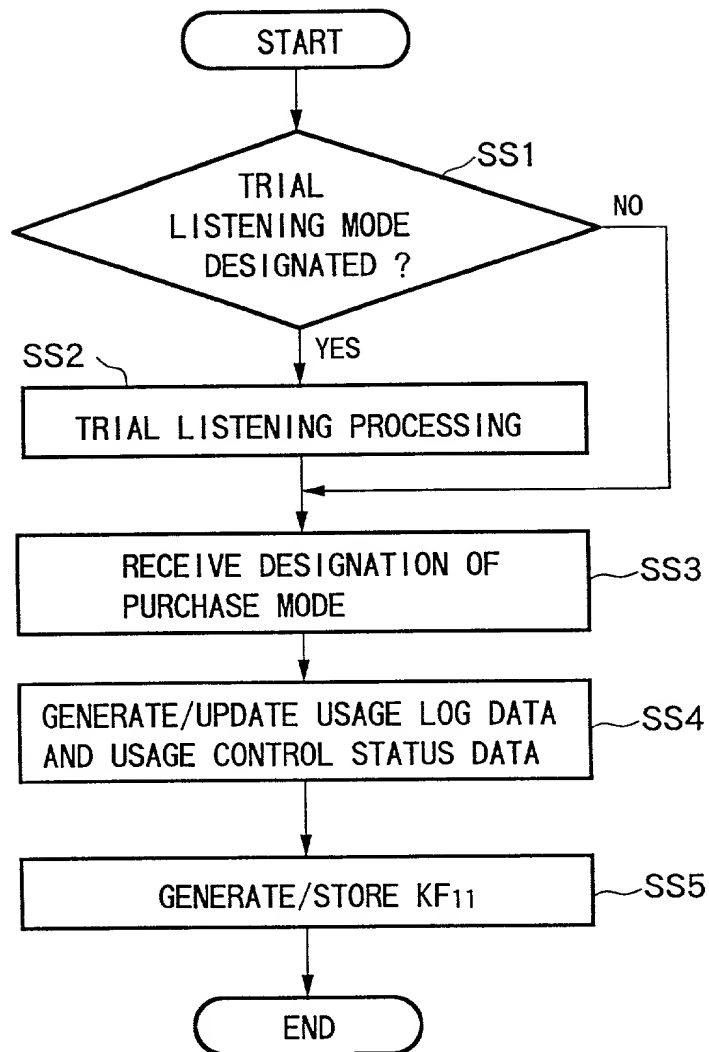 START
SS1
TRIAL
LISTENING MODE
DESIGNATED ?
NO
YES
SS2
TRIAL LISTENING PROCESSING
RECEIVE DESIGNATION OF
PURCHASE MODE
SS3
GENERATE/UPDATE USAGE LOG DATA
AND USAGE CONTROL STATUS DATA
SS4
GENERATE/STORE KF₁₁
SS5
END